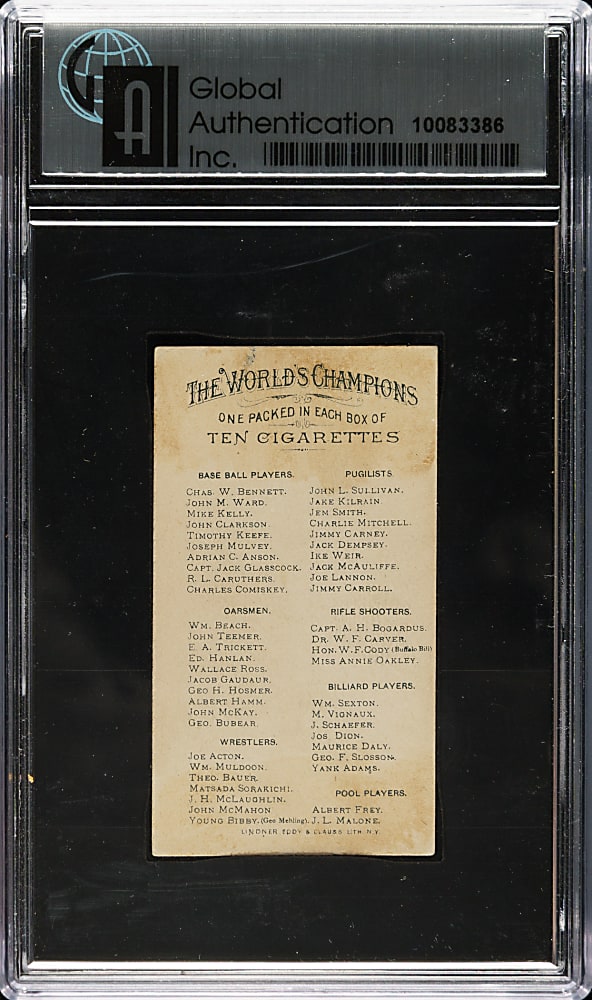 Global
Authentication 10083386
Inc.
A
THE WORLD'S CHAMPIONS
ONE PACKED IN EACH BOX OF
TEN CIGARETTES
BASE BALL PLAYERS.
CHAS. W. BENNETT.
JOHN M. WARD.
MIKE KELLY.
JOHN CLARKSON.
TIMOTHY KEEFE.
JOSEPH MULVEY.
ADRIAN C. ANSON.
CAPT. JACK GLASSCOCK.
R. L. CARUTHERS.
CHARLES COMISKEY.
OARSMEN.
WM. BEACH.
JOHN TEEMER.
E. A. TRICKETT.
ED. HANLAN.
WALLACE ROSS.
JACOB GAUDAUR.
GEO H. HOSMER.
ALBERT HAMM.
JOHN MCKAY.
GEO. BUBEAR.
WRESTLERS.
JOE ACTON.
WM. MULDOON.
THEO. BAUER.
MATSADA SORAKICHI.
J. H. MCLAUGHLIN.
JOHN MCMAHON
YOUNG BIBBY. (Geo Mehling).
PUGILISTS
JOHN L. SULLIVAN.
JAKE KILRAIN.
JEM SMITH.
CHARLIE MITCHELL.
JIMMY CARNEY.
JACK DEMPSEY.
IKE WEIR.
JACK MCAULIFFE.
JOE LANNON.
JIMMY CARROLL.
RIFLE SHOOTERS.
CAPT. A. H. BOGARDUS.
DR. W. F. CARVER.
HON. W. F. CODY (Buffalo Bill)
MISS ANNIE OAKLEY.
BILLIARD PLAYERS.
WM. SEXTON.
M. VIGNAUX.
J. SCHAEFER.
JOS. DION.
MAURICE DALY.
GEO. F. SLOSSON.
YANK ADAMS.
POOL PLAYERS.
ALBERT FREY.
J. L. MALONE.
LINDNER EDDY & CLAUSS LITH. N.Y.